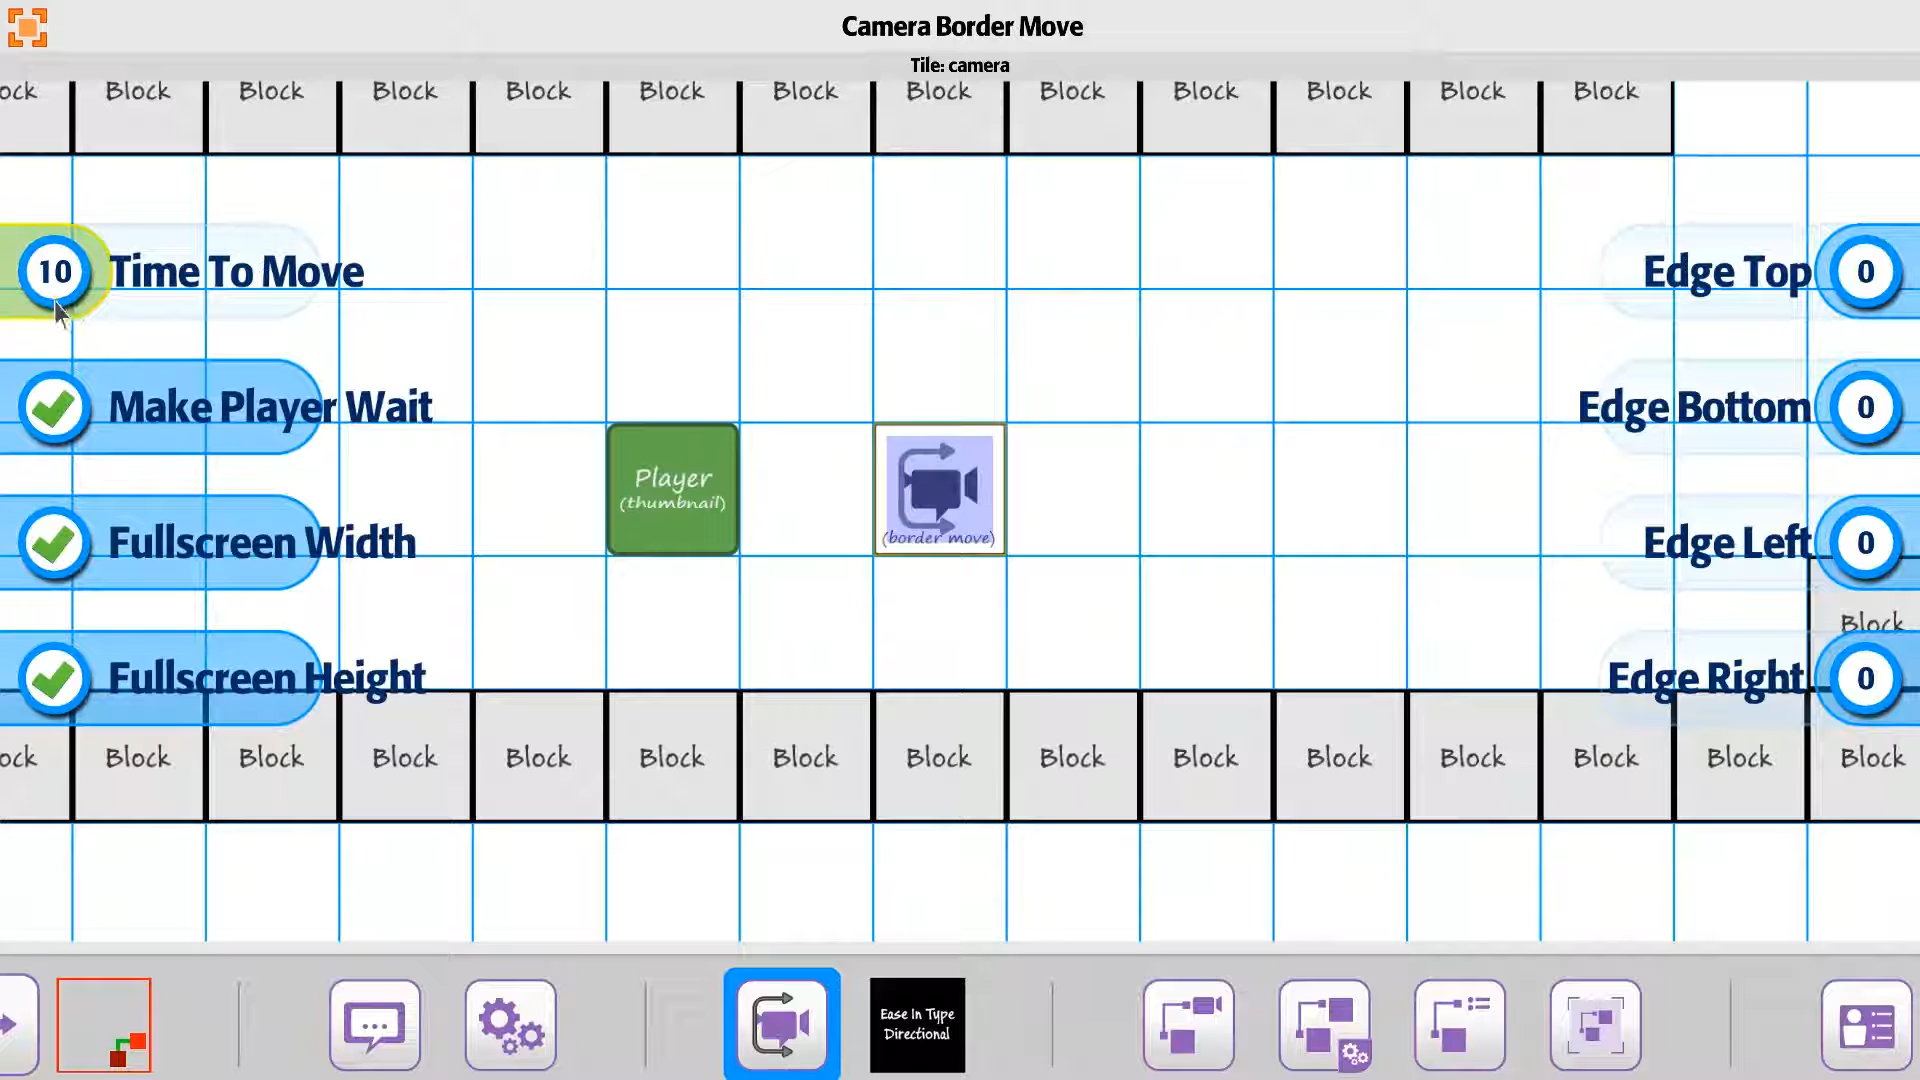 Camera Border Move
Tile: camera
ock Block Block Block Block Block Block Block Block Block Block Block Block
10 Time To Move
Edge Top 0
Make Player Wait
Edge Bottom 0
Player
(thumbnail)
(border move)
Fullscreen Width
Edge Left 0
Block
Fullscreen Height
Edge Right 0
ock Block Block Block Block Block Block Block Block Block Block Block Block Block Block
Ease In Type
Directional